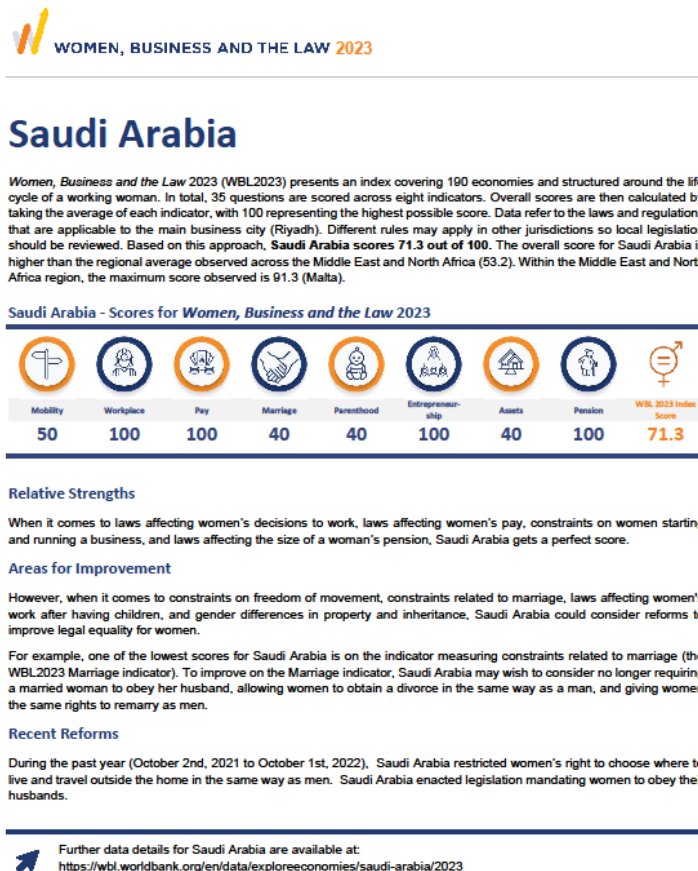 WOMEN, BUSINESS AND THE LAW 2023
Saudi Arabia
Women, Business and the Law 2023 (WBL2023) presents an index covering 190 economies and structured around the lif
cycle of a working woman. In total, 35 questions are scored across eight indicators. Overall scores are then calculated b
taking the average of each indicator, with 100 representing the highest possible score. Data refer to the laws and regulation
that are applicable to the main business city (Riyadh). Different rules may apply in other jurisdictions so local legislation
should be reviewed. Based on this approach, Saudi Arabia scores 71.3 out of 100. The overall score for Saudi Arabia i
higher than the regional average observed across the Middle East and North Africa (53.2). Within the Middle East and Nort
Africa region, the maximum score observed is 91.3 (Malta).
Saudi Arabia - Scores for Women, Business and the Law 2023
Mobility Workplace Pay Marriage Parenthood Entrepreneur- Assets Pension WBL 2023 Index
ship Score
50 100 100 40 40 100 40 100 71.3
Relative Strengths
When it comes to laws affecting women's decisions to work, laws affecting women's pay, constraints on women startin
and running a business, and laws affecting the size of a woman's pension, Saudi Arabia gets a perfect score.
Areas for Improvement
However, when it comes to constraints on freedom of movement, constraints related to marriage, laws affecting women's
work after having children, and gender differences in property and inheritance, Saudi Arabia could consider reforms t
improve legal equality for women.
For example, one of the lowest scores for Saudi Arabia is on the indicator measuring constraints related to marriage (the
WBL2023 Marriage indicator). To improve on the Marriage indicator, Saudi Arabia may wish to consider no longer requirin
a married woman to obey her husband, allowing women to obtain a divorce in the same way as a man, and giving women
the same rights to remarry as men.
Recent Reforms
During the past year (October 2nd, 2021 to October 1st, 2022), Saudi Arabia restricted women's right to choose where t
live and travel outside the home in the same way as men. Saudi Arabia enacted legislation mandating women to obey thei
husbands.
Further data details for Saudi Arabia are available at:
https://wbl.worldbank.org/en/data/exploreeconomies/saudi-arabia/2023